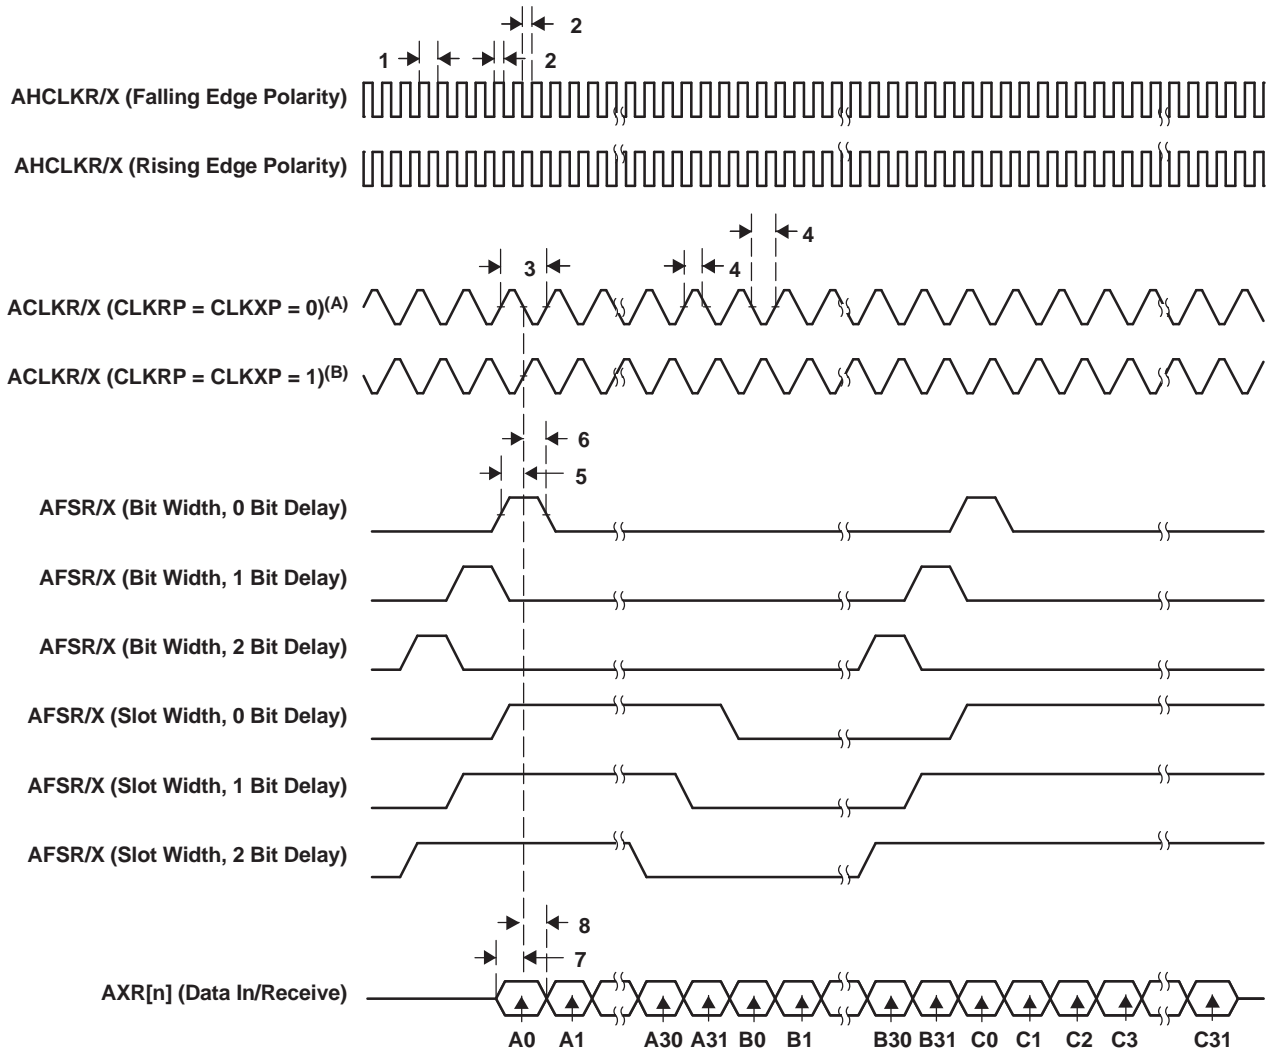 2
1 2
AHCLKR/X (Falling Edge Polarity)
AHCLKR/X (Rising Edge Polarity)
4
3 4
ACLKR/X (CLKRP = CLKXP = 0)(A)
ACLKR/X (CLKRP = CLKXP = 1)(B)
6
5
AFSR/X (Bit Width, 0 Bit Delay)
AFSR/X (Bit Width, 1 Bit Delay)
AFSR/X (Bit Width, 2 Bit Delay)
AFSR/X (Slot Width, 0 Bit Delay)
AFSR/X (Slot Width, 1 Bit Delay)
AFSR/X (Slot Width, 2 Bit Delay)
8
7
AXR[n] (Data In/Receive)
A0 A1 A30 A31 B0 B1 B30 B31 C0 C1 C2 C3 C31